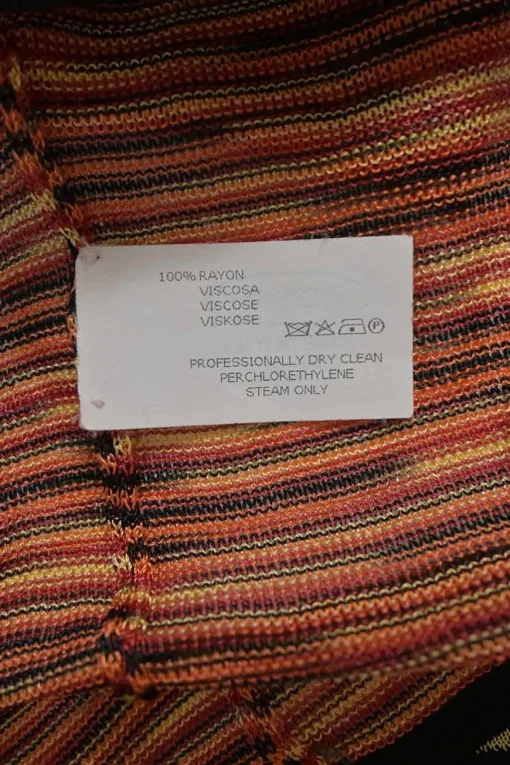 100% RAYON
VISCOSA
VISCOSE
VISKOSE
P
PROFESSIONALLY DRY CLEAN
PERCHLORETHYLENE
STEAM ONLY